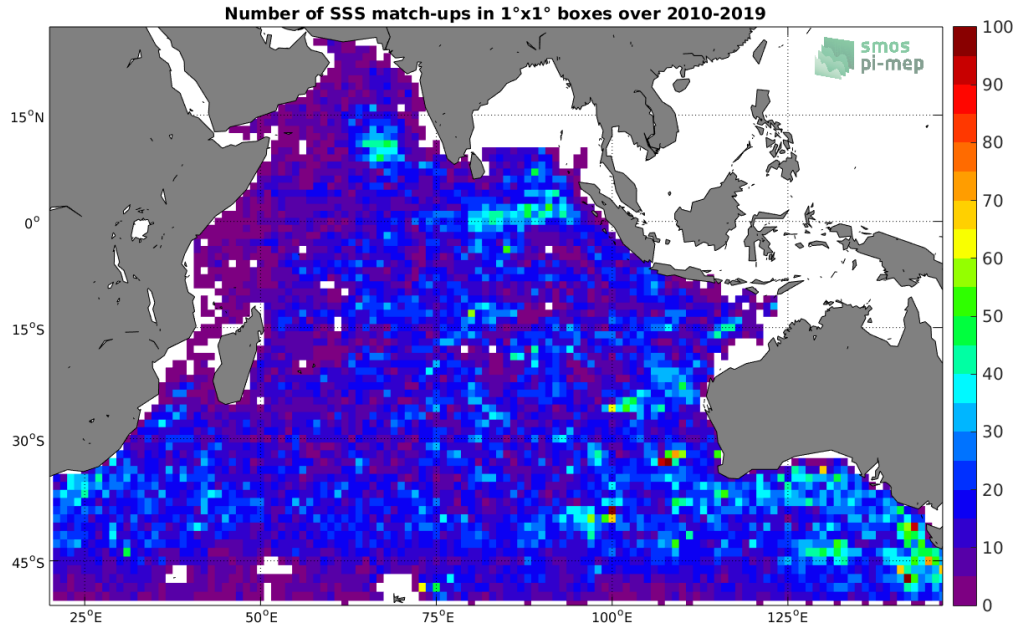 Number of SSS match-ups in 1°x1° boxes over 2010-2019
smos
pi-mep
100
90
80
70
60
50
40
30
20
10
0
15°N
0°
15°S
30°S
45°S
25°E
50°E
75°E
100°E
125°E